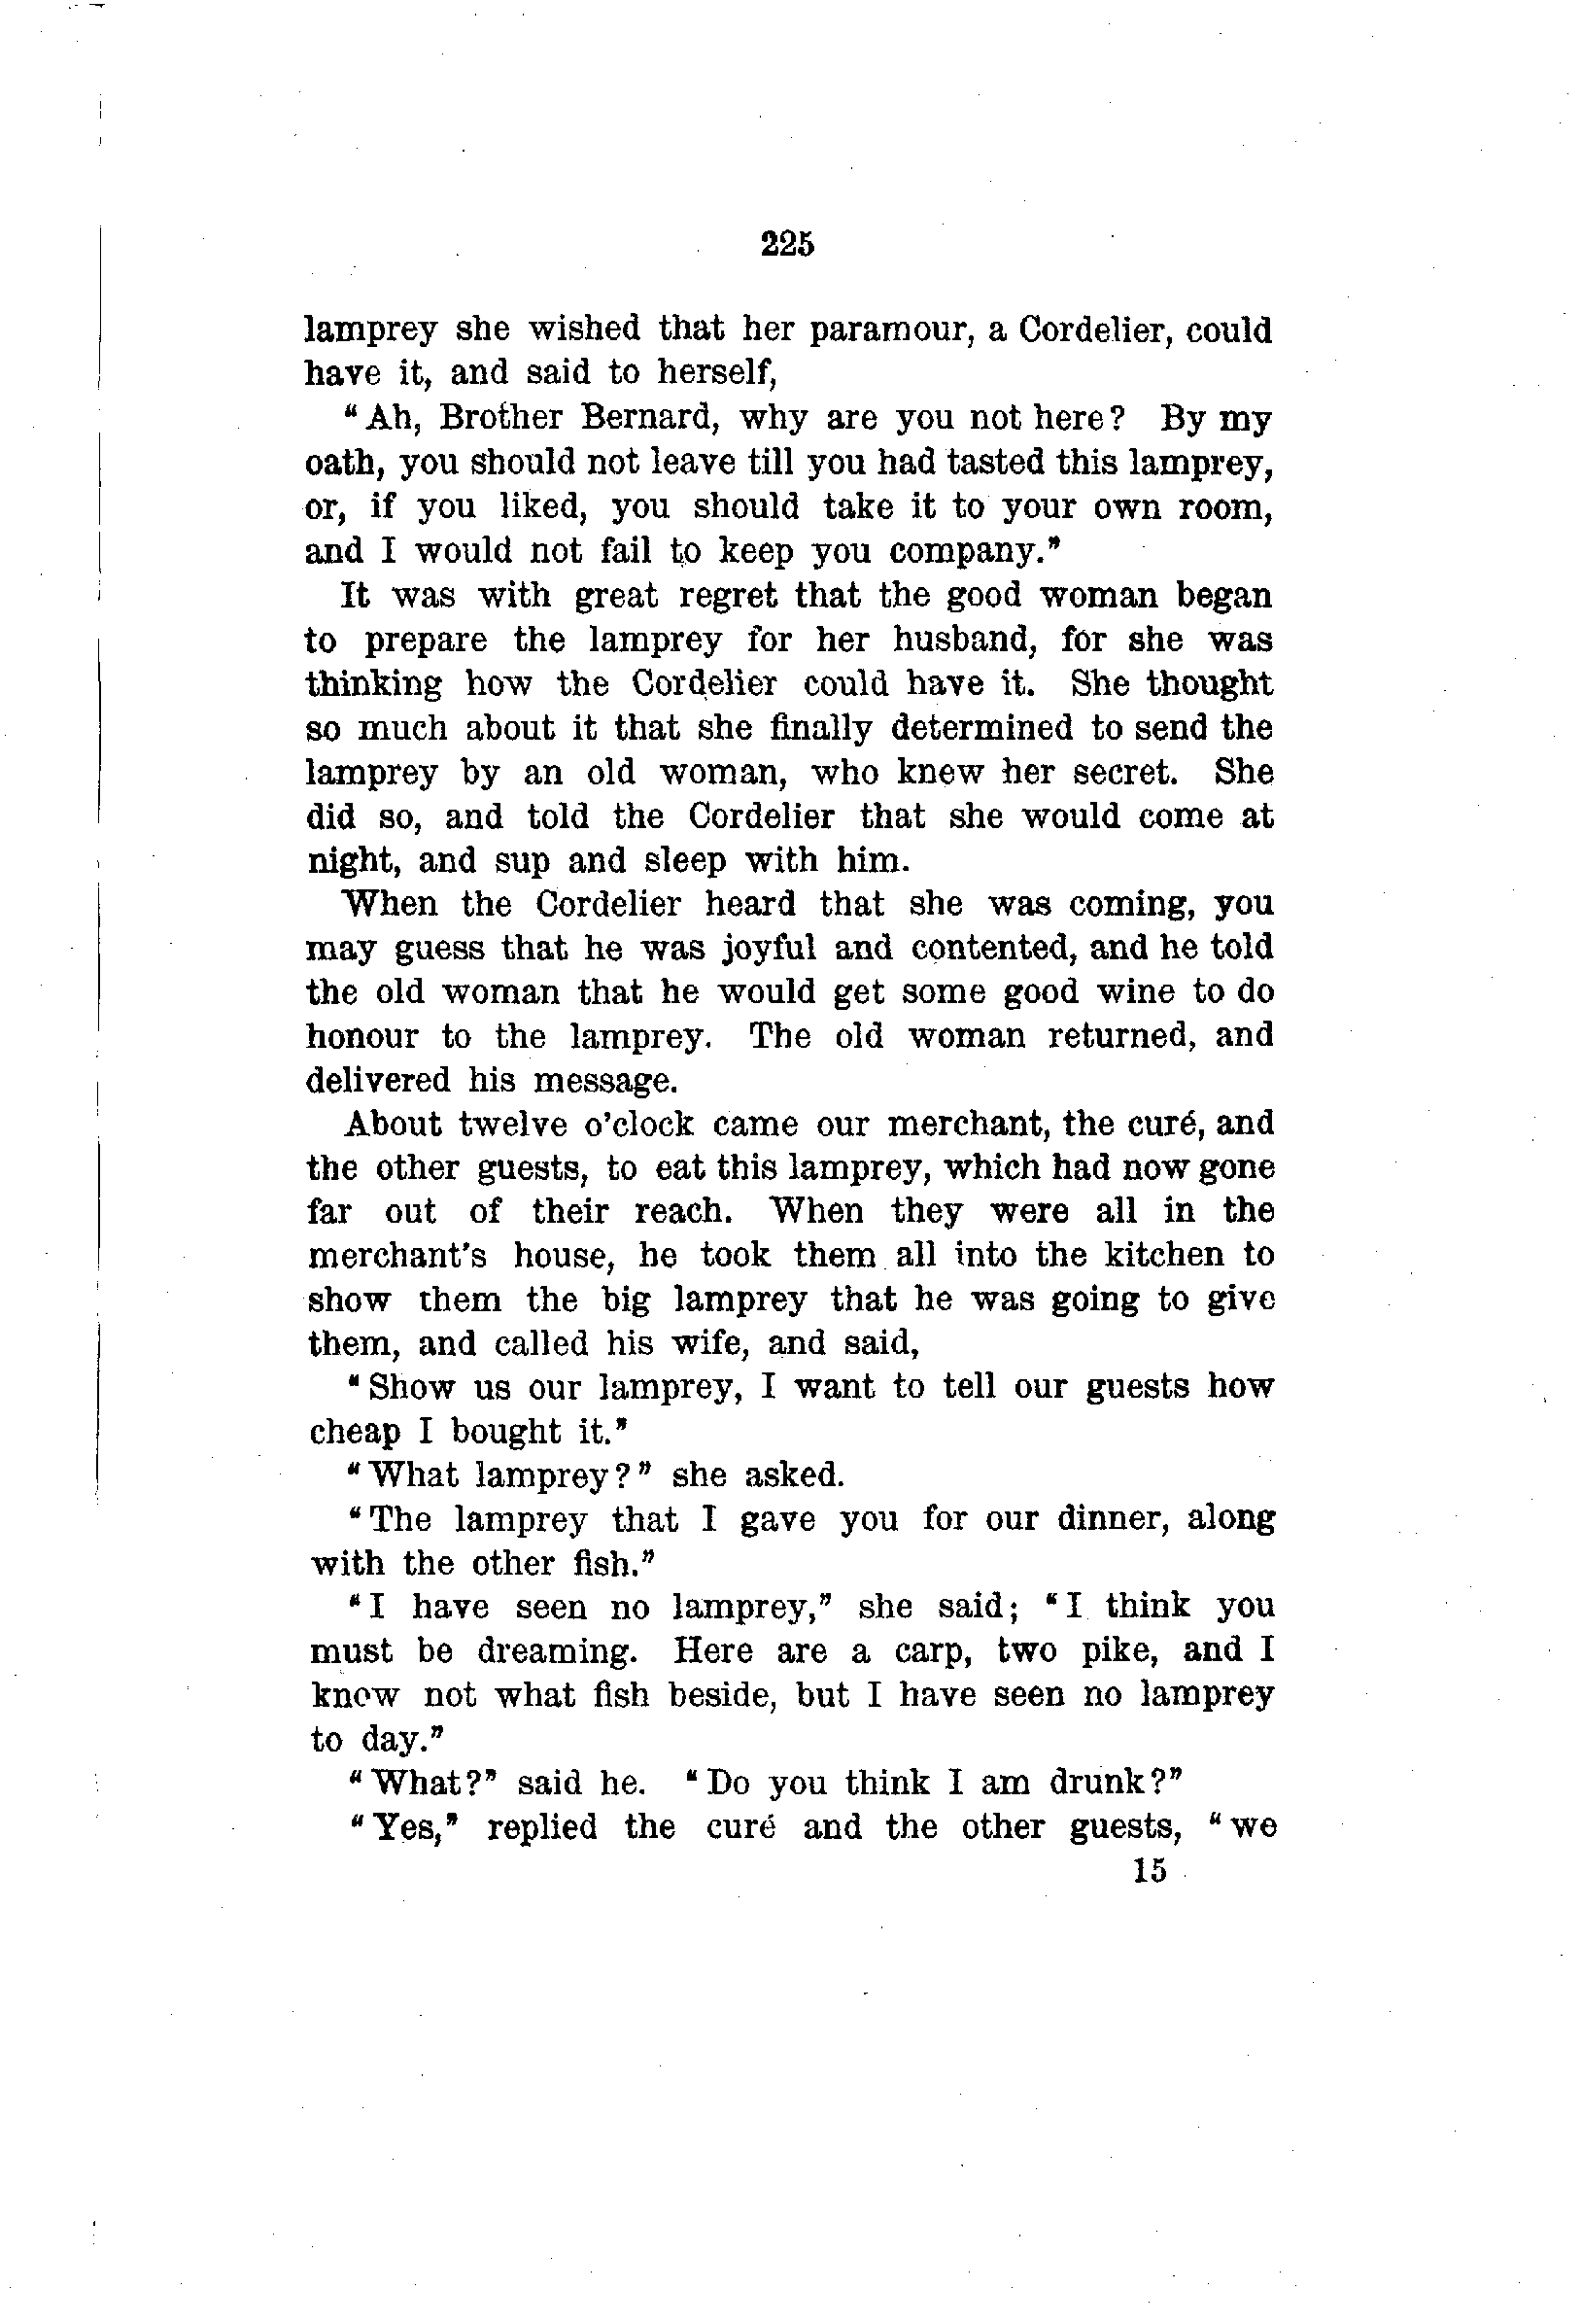 225
lamprey she wished that her paramour, a Cordelier, could
have it, and said to herself,
"Ah, Brother Bernard, why are you not here? By my
oath, you should not leave till you had tasted this lamprey,
or, if you liked, you should take it to your own room,
and I would not fail to keep you company."
It was with great regret that the good woman began
to prepare the lamprey for her husband, for she was
thinking how the Cordelier could have it. She thought
so much about it that she finally determined to send the
lamprey by an old woman, who knew her secret. She
did so, and told the Cordelier that she would come at
night, and sup and sleep with him.
When the Cordelier heard that she was coming, you
may guess that he was joyful and contented, and he told
the old woman that he would get some good wine to do
honour to the lamprey. The old woman returned, and
delivered his message.
About twelve o'clock came our merchant, the curé, and
the other guests, to eat this lamprey, which had now gone
far out of their reach. When they were all in the
merchant's house, he took them all into the kitchen to
show them the big lamprey that he was going to give
them, and called his wife, and said,
"Show us our lamprey, I want to tell our guests how
cheap I bought it."
"What lamprey?" she asked.
"The lamprey that I gave you for our dinner, along
with the other fish."
"I have seen no lamprey," she said; "I think you
must be dreaming. Here are a carp, two pike, and I
know not what fish beside, but I have seen no lamprey
to day."
"What?" said he. "Do you think I am drunk?"
"Yes," replied the curé and the other guests, "we
15